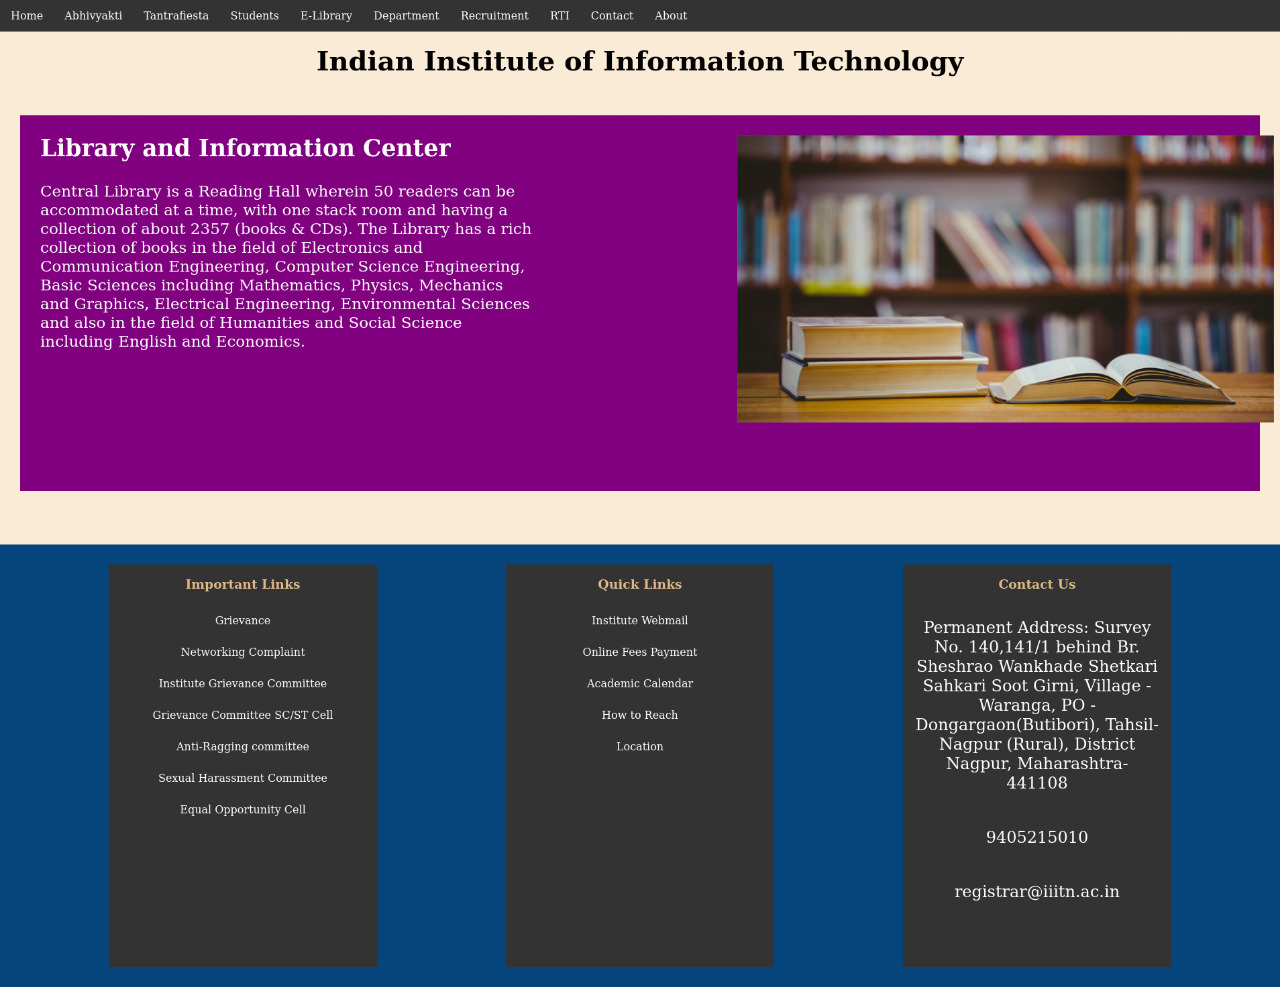 Home Abhivyakti Tantrafiesta Students E-Library Department Recruitment RTI Contact About
Indian Institute of Information Technology
Library and Information Center
Central Library is a Reading Hall wherein 50 readers can be
accommodated at a time, with one stack room and having a
collection of about 2357 (books & CDs). The Library has a rich
collection of books in the field of Electronics and
Communication Engineering, Computer Science Engineering,
Basic Sciences including Mathematics, Physics, Mechanics
and Graphics, Electrical Engineering, Environmental Sciences
and also in the field of Humanities and Social Science
including English and Economics.
Important Links
Grievance
Networking Complaint
Institute Grievance Committee
Grievance Committee SC/ST Cell
Anti-Ragging committee
Sexual Harassment Committee
Equal Opportunity Cell
Quick Links
Institute Webmail
Online Fees Payment
Academic Calendar
How to Reach
Location
Contact Us
Permanent Address: Survey
No. 140,141/1 behind Br.
Sheshrao Wankhade Shetkari
Sahkari Soot Girni, Village -
Waranga, PO -
Dongargaon(Butibori), Tahsil-
Nagpur (Rural), District
Nagpur, Maharashtra-
441108
9405215010
registrar@iiitn.ac.in